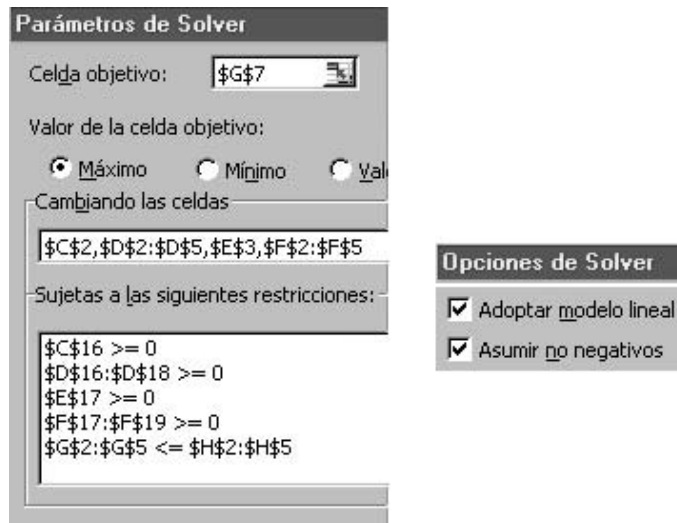 Parámetros de Solver
Celda objetivo: $G$7
Valor de la celda objetivo:
Máximo Mínimo
Cambiando las celdas
$C$2,$D$2:$D$5,$E$3,$F$2:$F$5
Sujetas a las siguientes restricciones:
$C$16 >= 0
$D$16:$D$18 >= 0
$E$17 >= 0
$F$17:$F$19 >= 0
$G$2:$G$5 <= $H$2:$H$5
Opciones de Solver
Adoptar modelo lineal
Asumir no negativos